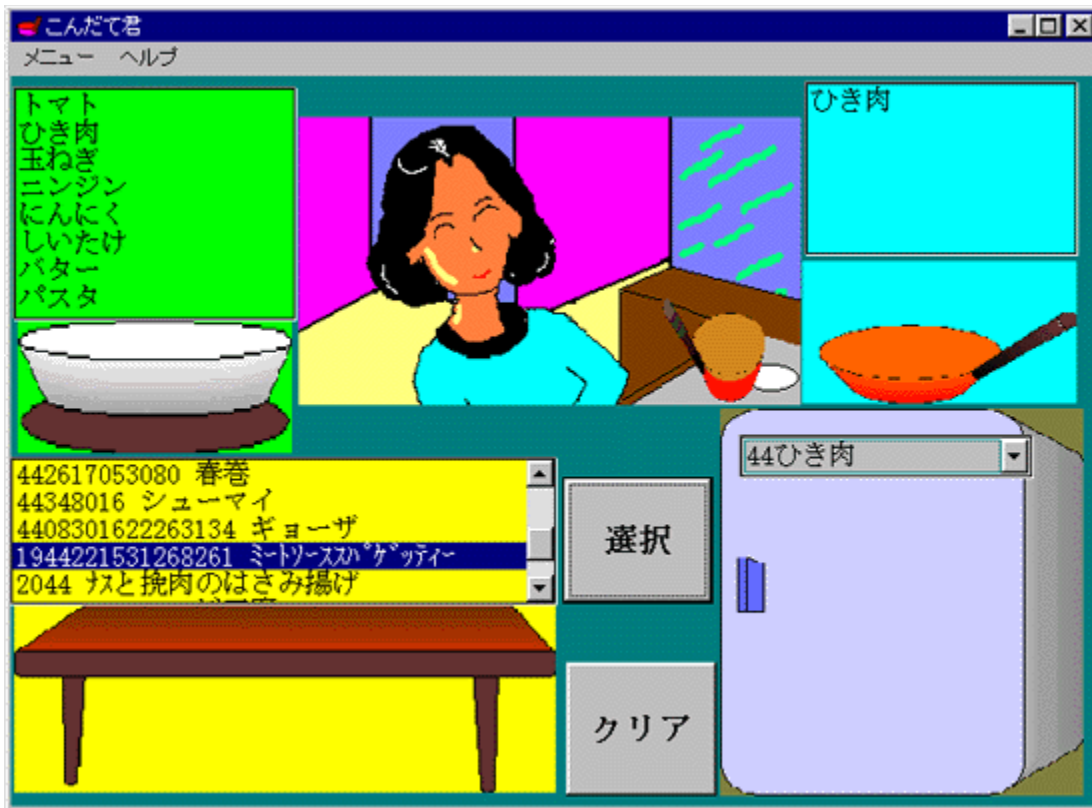 こんだて君
メニュー ヘルプ
トマト
ひき肉
玉ねぎ
ニンジン
にんにく
しいたけ
バター
パスタ
ひき肉
44ひき肉
442617053080 春巻
44348016 シューマイ
4408301622263134 ギョーザ
1944221531268261 ﾐｰﾄｿｰｽｽﾊﾟｹﾞｯﾃｨｰ
2044 ﾅｽと挽肉のはさみ揚げ
選択
クリア